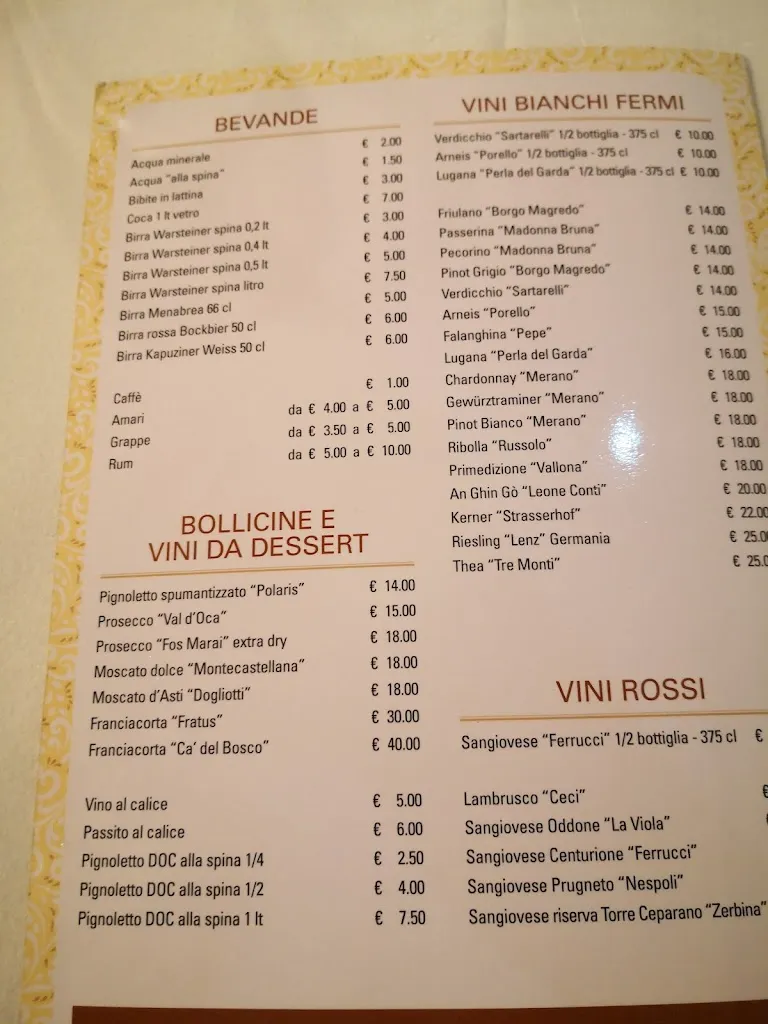 BEVANDE
Acqua minerale € 2.00
Acqua "alla spina" € 1.50
Bibite in lattina € 3.00
Coca 1 lt vetro € 7.00
Birra Warsteiner spina 0,2 lt € 3.00
Birra Warsteiner spina 0,4 lt € 4.00
Birra Warsteiner spina 0,5 lt € 5.00
Birra Warsteiner spina litro € 7.50
Birra Menabrea 66 cl € 5.00
Birra rossa Bockbier 50 cl € 6.00
Birra Kapuziner Weiss 50 cl € 6.00
Caffè € 1.00
Amari da € 4.00 a € 5.00
Grappe da € 3.50 a € 5.00
Rum da € 5.00 a € 10.00
BOLLICINE E
VINI DA DESSERT
Pignoletto spumantizzato "Polaris" € 14.00
Prosecco "Val d'Oca" € 15.00
Prosecco "Fos Marai" extra dry € 18.00
Moscato dolce "Montecastellana" € 18.00
Moscato d'Asti "Dogliotti" € 18.00
Franciacorta "Fratus" € 30.00
Franciacorta "Ca' del Bosco" € 40.00
Vino al calice € 5.00
Passito al calice € 6.00
Pignoletto DOC alla spina 1/4 € 2.50
Pignoletto DOC alla spina 1/2 € 4.00
Pignoletto DOC alla spina 1 lt € 7.50
VINI BIANCHI FERMI
Verdicchio "Sartarelli" 1/2 bottiglia - 375 cl € 10.00
Arneis "Porello" 1/2 bottiglia - 375 cl € 10.00
Lugana "Perla del Garda" 1/2 bottiglia - 375 cl € 10.00
Friulano "Borgo Magredo" € 14.00
Passerina "Madonna Bruna" € 14.00
Pecorino "Madonna Bruna" € 14.00
Pinot Grigio "Borgo Magredo" € 14.00
Verdicchio "Sartarelli" € 14.00
Arneis "Porello" € 15.00
Falanghina "Pepe" € 15.00
Lugana "Perla del Garda" € 16.00
Chardonnay "Merano" € 18.00
Gewürztraminer "Merano" € 18.00
Pinot Bianco "Merano" € 18.00
Ribolla "Russolo" € 18.00
Primedizione "Vallona" € 18.00
An Ghin Gò "Leone Conti" € 20.00
Kerner "Strasserhof" € 22.00
Riesling "Lenz" Germania € 25.0
Thea "Tre Monti" € 25.0
VINI ROSSI
Sangiovese "Ferrucci" 1/2 bottiglia - 375 cl €
Lambrusco "Ceci" €
Sangiovese Oddone "La Viola"
Sangiovese Centurione "Ferrucci"
Sangiovese Prugneto "Nespoli"
Sangiovese riserva Torre Ceparano "Zerbina"